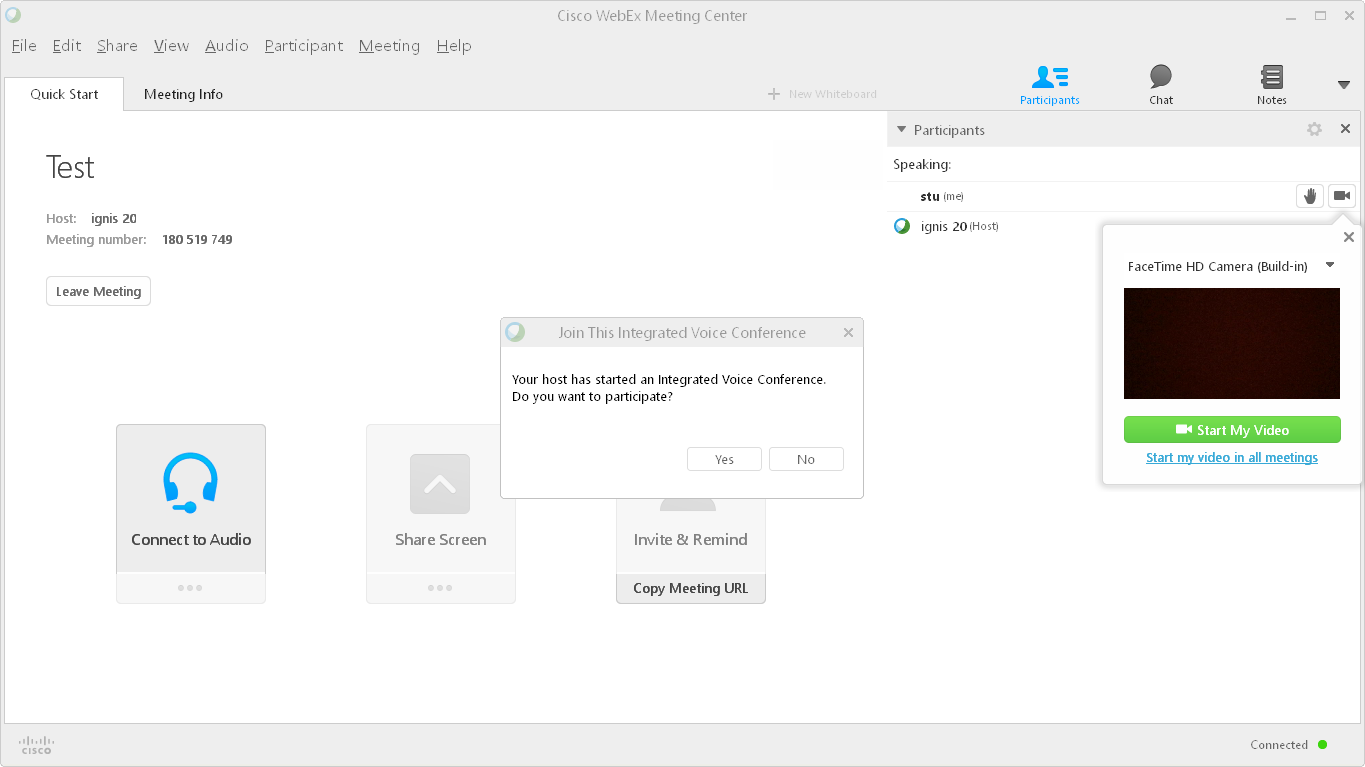 Cisco WebEx Meeting Center
File Edit Share View Audio Participant Meeting Help
Quick Start Meeting Info
New Whiteboard
Participants Chat Notes
Participants
Speaking:
stu (me)
ignis 20 (Host)
Test
Host: ignis 20
Meeting number: 180 519 749
Leave Meeting
FaceTime HD Camera (Build-in)
Start My Video
Start my video in all meetings
Join This Integrated Voice Conference
Your host has started an Integrated Voice Conference.
Do you want to participate?
Yes No
Connect to Audio
Share Screen
Invite & Remind
Copy Meeting URL
CISCO
Connected